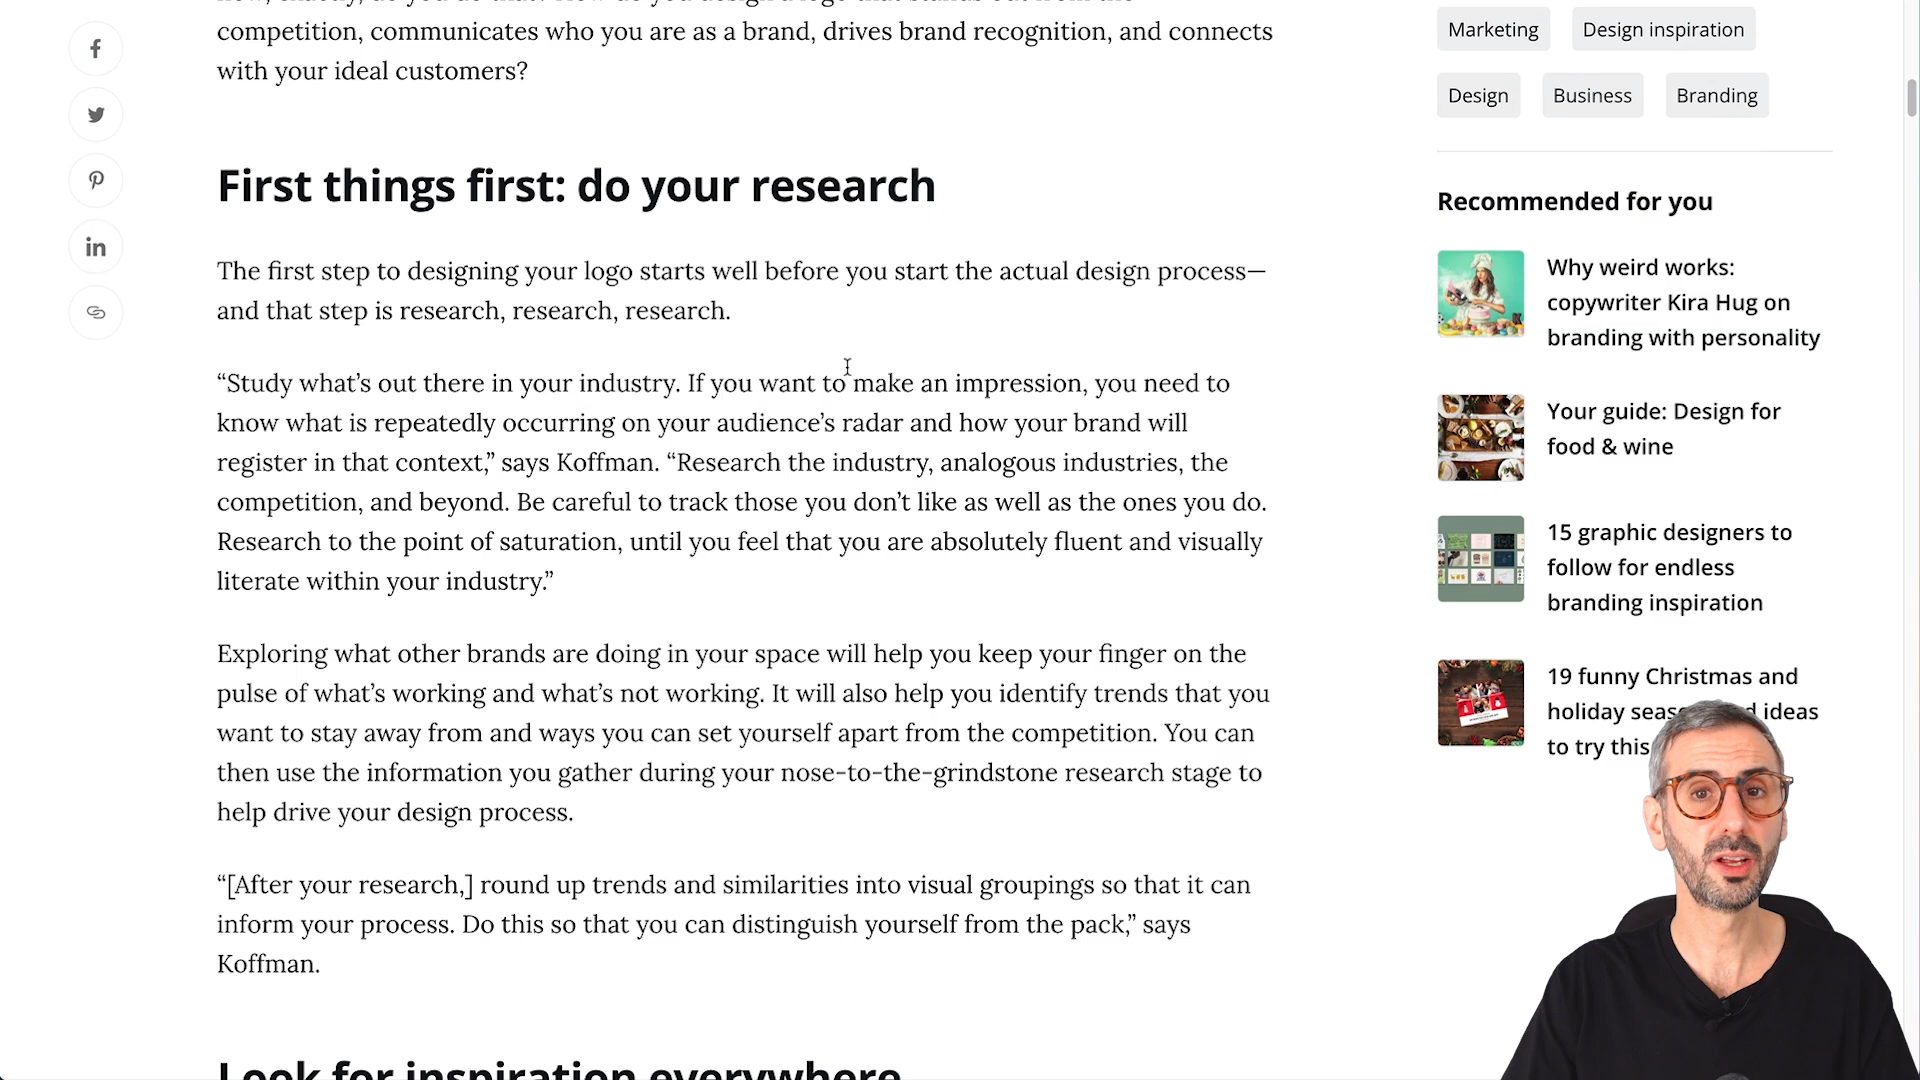 competition, communicates who you are as a brand, drives brand recognition, and connects
with your ideal customers?
First things first: do your research
The first step to designing your logo starts well before you start the actual design process—
and that step is research, research, research.
“Study what’s out there in your industry. If you want to make an impression, you need to
know what is repeatedly occurring on your audience’s radar and how your brand will
register in that context,” says Koffman. “Research the industry, analogous industries, the
competition, and beyond. Be careful to track those you don’t like as well as the ones you do.
Research to the point of saturation, until you feel that you are absolutely fluent and visually
literate within your industry.”
Exploring what other brands are doing in your space will help you keep your finger on the
pulse of what’s working and what’s not working. It will also help you identify trends that you
want to stay away from and ways you can set yourself apart from the competition. You can
then use the information you gather during your nose-to-the-grindstone research stage to
help drive your design process.
“[After your research,] round up trends and similarities into visual groupings so that it can
inform your process. Do this so that you can distinguish yourself from the pack,” says
Koffman.
Look for inspiration everywhere
Marketing
Design inspiration
Design
Business
Branding
Recommended for you
Why weird works:
copywriter Kira Hug on
branding with personality
Your guide: Design for
food & wine
15 graphic designers to
follow for endless
branding inspiration
19 funny Christmas and
holiday ideas
to try this